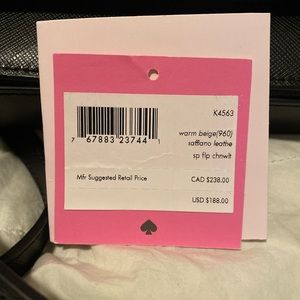 K4563
7 67883 23744 1
warm beige(960)
saffiano leathe
sp flp chnwlt
Mfr Suggested Retail Price
CAD $238.00
USD $188.00